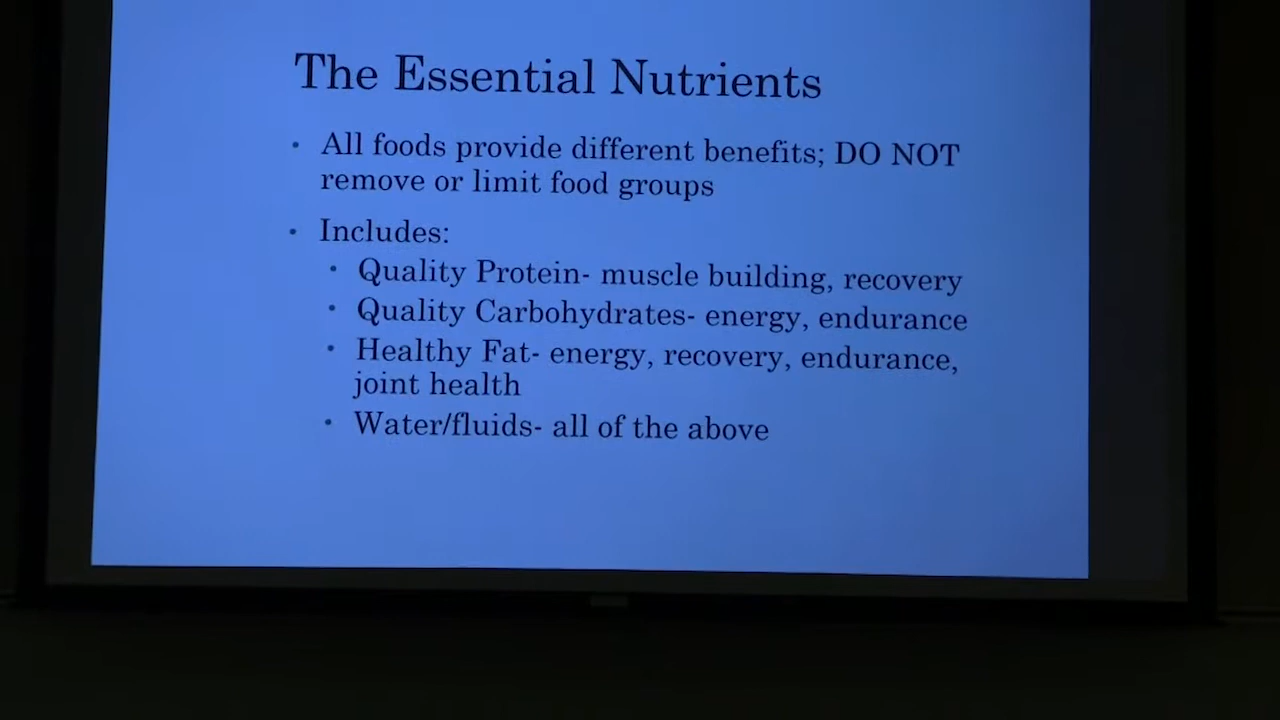 The Essential Nutrients
• All foods provide different benefits; DO NOT
remove or limit food groups
• Includes:
• Quality Protein- muscle building, recovery
• Quality Carbohydrates- energy, endurance
• Healthy Fat- energy, recovery, endurance,
joint health
• Water/fluids- all of the above